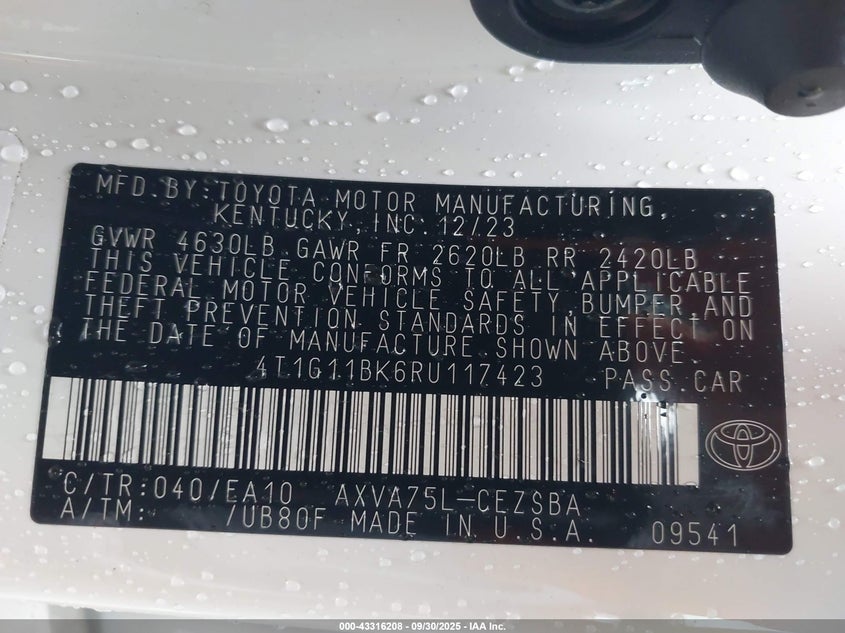 MFD BY:TOYOTA MOTOR MANUFACTURING,
KENTUCKY,INC.12/23
GVWR 4630LB GAWR FR 2620LB RR 2420LB
THIS VEHICLE CONFORMS TO ALL APPLICABLE
FEDERAL MOTOR VEHICLE SAFETY,BUMPER,AND
THEFT PREVENTION STANDARDS IN EFFECT ON
THE DATE OF MANUFACTURE SHOWN ABOVE.
4T1G11BK6RU117423 PASS.CAR
C/TR:040/EA10 AXVA75L-CEZSBA
A/TM: /UB80F MADE IN U.S.A. 09541
000-43316208 - 09/30/2025 - IAA Inc.